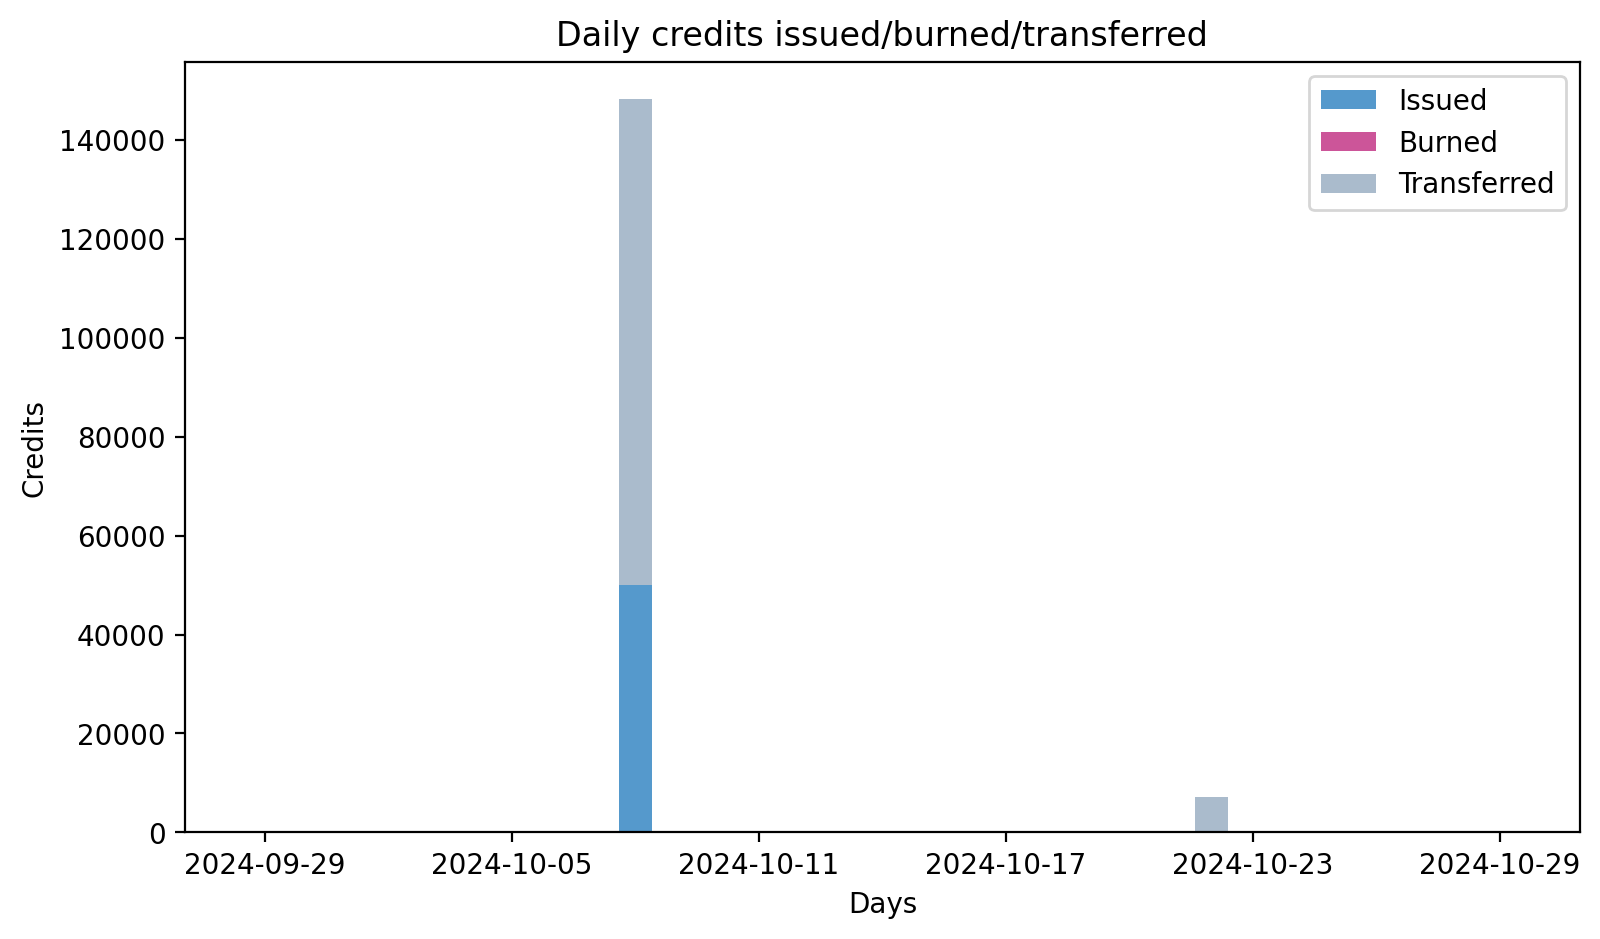 Daily credits issued/burned/transferred
Issued
Burned
Transferred
140000
120000
100000
80000
60000
40000
20000
0
Credits
2024-09-29
2024-10-05
2024-10-11
2024-10-17
2024-10-23
2024-10-29
Days